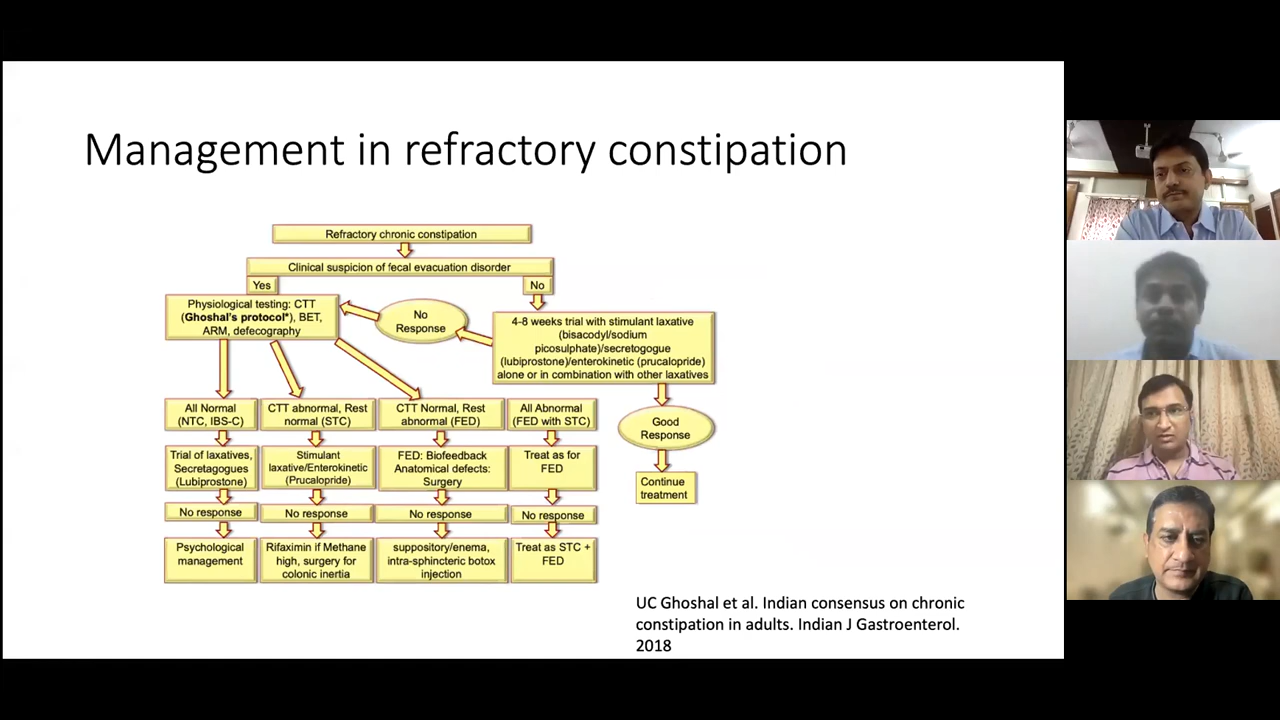 Management in refractory constipation
Refractory chronic constipation
Clinical suspicion of fecal evacuation disorder
Yes
No
Physiological testing: CTT
(Ghoshal's protocol*), BET,
ARM, defecography
No
Response
4-8 weeks trial with stimulant laxative
(bisacodyl/sodium
picosulphate)/secretogogue
(lubiprostone)/enterokinetic (prucalopride)
alone or in combination with other laxatives
All Normal
(NTC, IBS-C)
CTT abnormal, Rest
normal (STC)
CTT Normal, Rest
abnormal (FED)
All Abnormal
(FED with STC)
Good
Response
Trial of laxatives,
Secretagogues
(Lubiprostone)
Stimulant
laxative/Enterokinetic
(Prucalopride)
FED: Biofeedback
Anatomical defects:
Surgery
Treat as for
FED
Continue
treatment
No response
No response
No response
No response
Psychological
management
Rifaximin if Methane
high, surgery for
colonic inertia
suppository/enema,
intra-sphincteric botox
injection
Treat as STC +
FED
UC Ghoshal et al. Indian consensus on chronic
constipation in adults. Indian J Gastroenterol.
2018